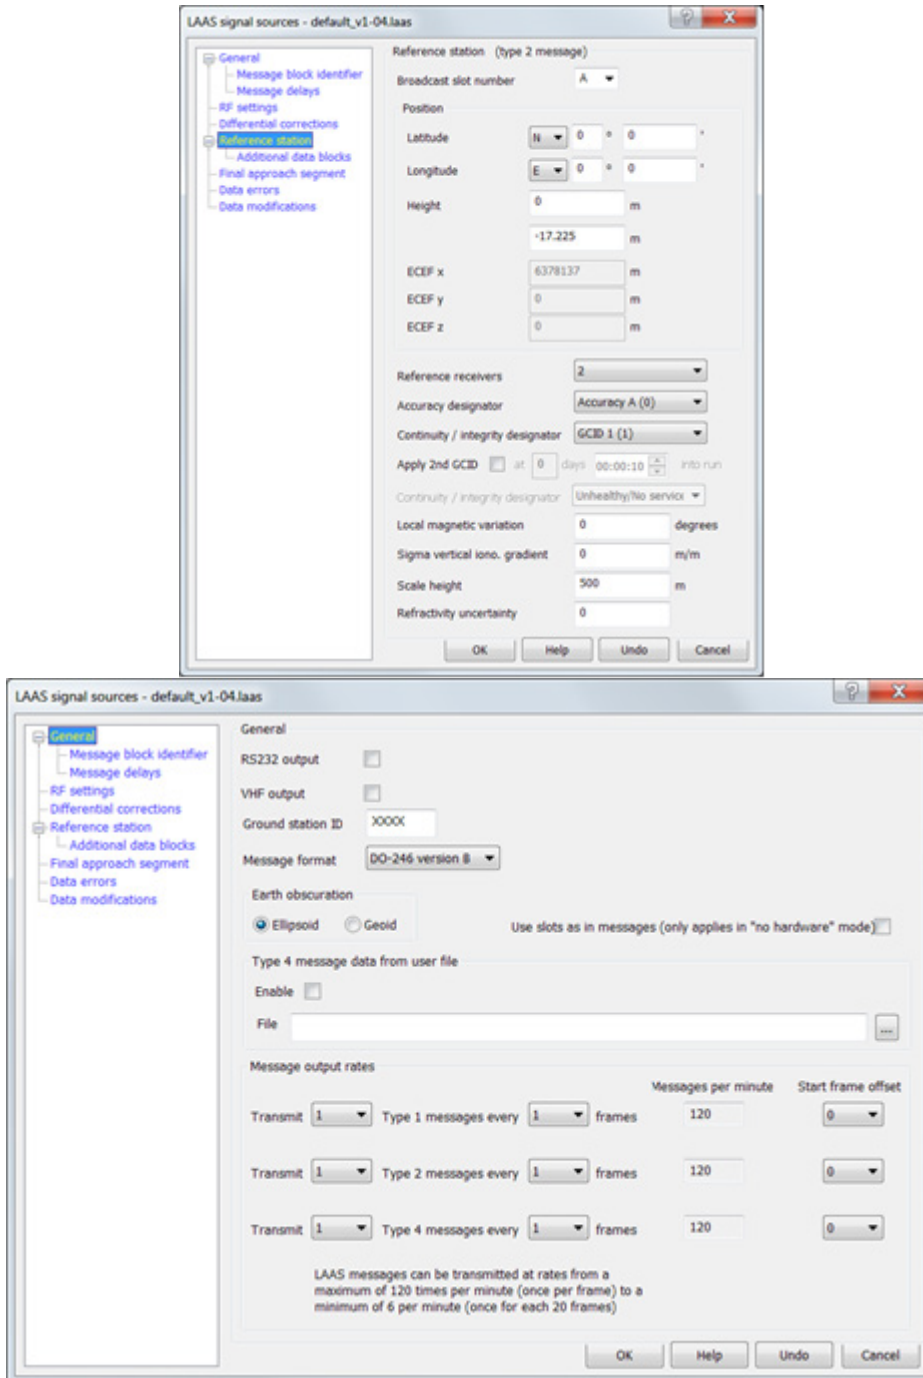 LAAS signal sources - default_v1-04.laas
General
Message block identifier
Message delays
RF settings
Differential corrections
Reference station
Additional data blocks
Final approach segment
Data errors
Data modifications
Reference station (type 2 message)
Broadcast slot number A
Position
Latitude N 0 ° 0 '
Longitude E 0 ° 0 '
Height 0 m
-17.225 m
ECEF x 6378137 m
ECEF y 0 m
ECEF z 0 m
Reference receivers 2
Accuracy designator Accuracy A (0)
Continuity / integrity designator GCID 1 (1)
Apply 2nd GCID at 0 days 00:00:10 into run
Continuity / integrity designator Unhealthy/No service
Local magnetic variation 0 degrees
Sigma vertical iono. gradient 0 m/m
Scale height 500 m
Refractivity uncertainty 0
OK Help Undo Cancel
LAAS signal sources - default_v1-04.laas
General
Message block identifier
Message delays
RF settings
Differential corrections
Reference station
Additional data blocks
Final approach segment
Data errors
Data modifications
General
RS232 output
VHF output
Ground station ID XXXX
Message format DO-246 version B
Earth obscuration
Ellipsoid Geoid
Use slots as in messages (only applies in "no hardware" mode)
Type 4 message data from user file
Enable
File ...
Message output rates
Messages per minute Start frame offset
Transmit 1 Type 1 messages every 1 frames 120 0
Transmit 1 Type 2 messages every 1 frames 120 0
Transmit 1 Type 4 messages every 1 frames 120 0
LAAS messages can be transmitted at rates from a
maximum of 120 times per minute (once per frame) to a
minimum of 6 per minute (once for each 20 frames)
OK Help Undo Cancel